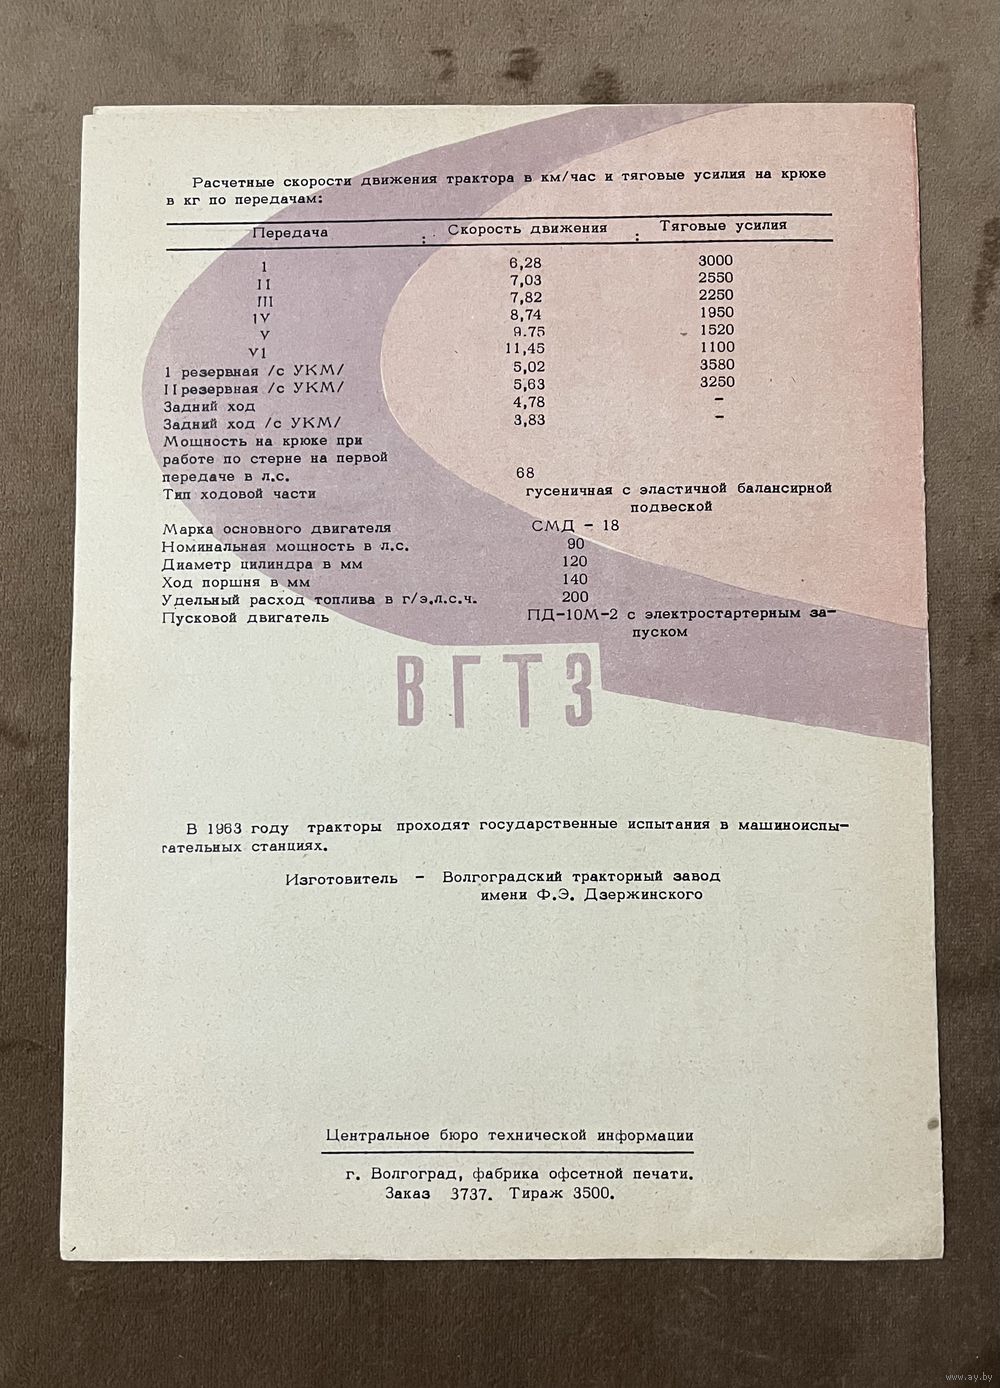 Расчетные скорости движения трактора в км/час и тяговые усилия на крюке
в кг по передачам:
Передача : Скорость движения : Тяговые усилия
1 6,28 3000
II 7,03 2550
III 7,82 2250
IV 8,74 1950
V 9.75 1520
VI 11,45 1100
1 резервная /с УКМ/ 5,02 3580
II резервная /с УКМ/ 5,63 3250
Задний ход 4,78 –
Задний ход /с УКМ/ 3,83 –
Мощность на крюке при
работе по стерне на первой
передаче в л.с. 68
Тип ходовой части гусеничная с эластичной балансирной
подвеской
Марка основного двигателя СМД – 18
Номинальная мощность в л.с. 90
Диаметр цилиндра в мм 120
Ход поршня в мм 140
Удельный расход топлива в г/э.л.с.ч. 200
Пусковой двигатель ПД-10М-2 с электростартерным за-
пуском
ВГТЗ
В 1963 году тракторы проходят государственные испытания в машиноиспы-
тательных станциях.
Изготовитель – Волгоградский тракторный завод
имени Ф.Э. Дзержинского
Центральное бюро технической информации
г. Волгоград, фабрика офсетной печати.
Заказ 3737. Тираж 3500.
www.ay.by